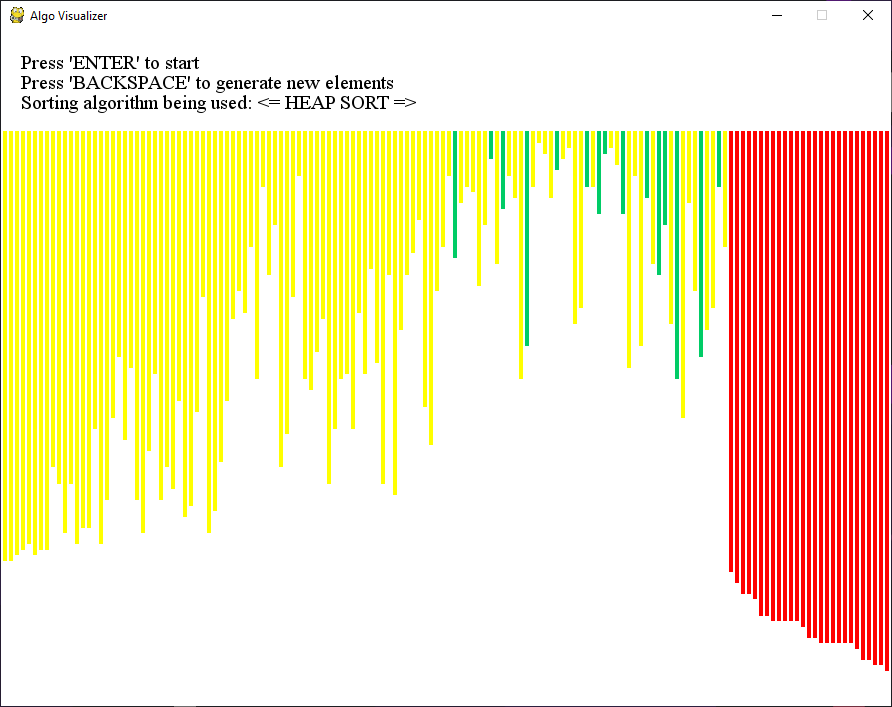 Algo Visualizer
Press 'ENTER' to start
Press 'BACKSPACE' to generate new elements
Sorting algorithm being used: <= HEAP SORT =>